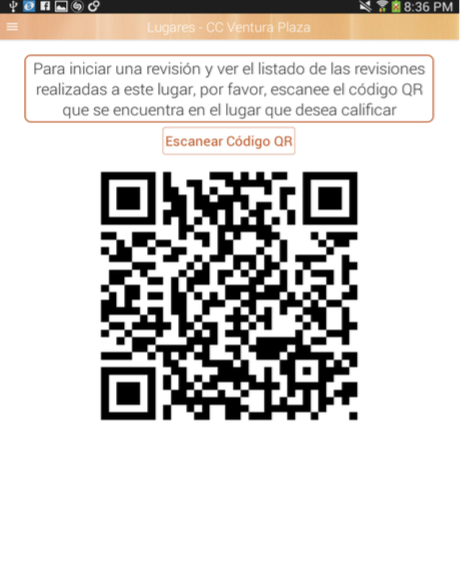 8:36 PM
Lugares - CC Ventura Plaza
Para iniciar una revisión y ver el listado de las revisiones
realizadas a este lugar, por favor, escanee el código QR
que se encuentra en el lugar que desea calificar
Escanear Código QR